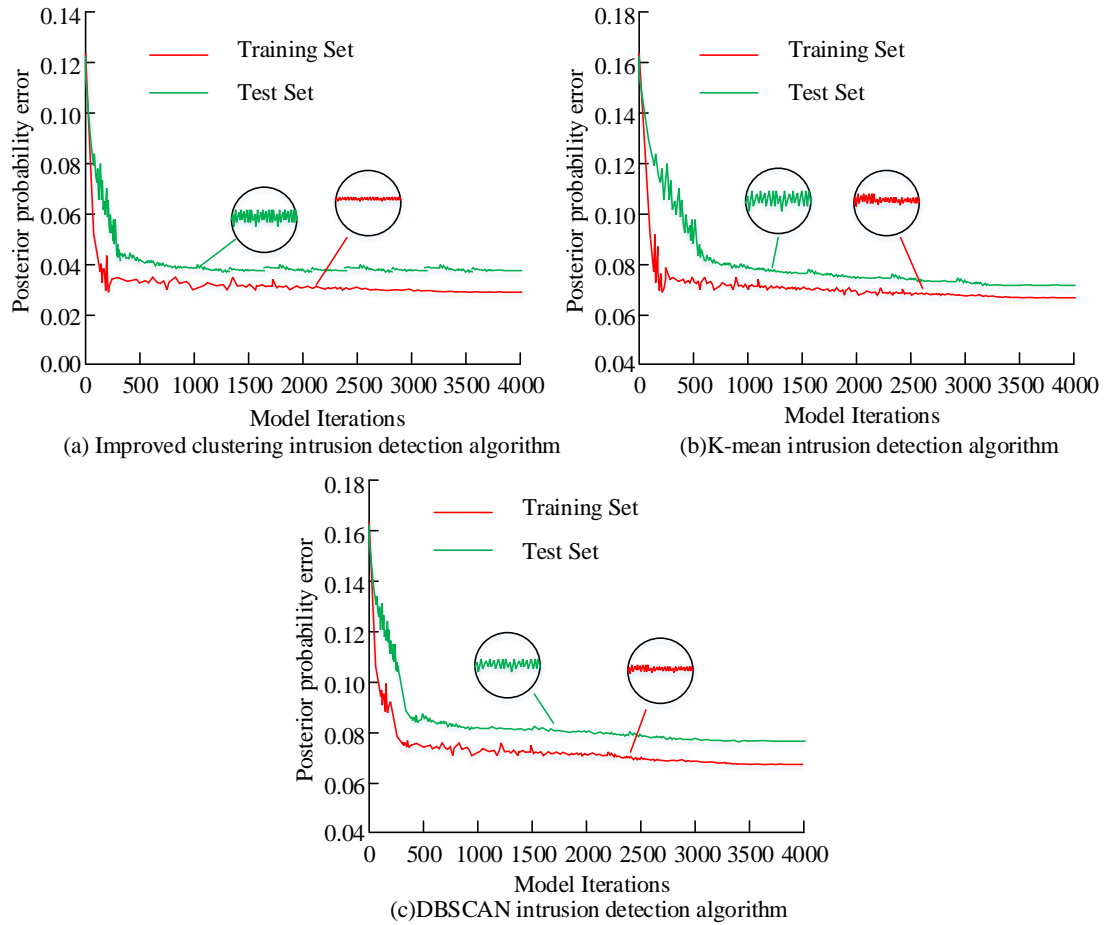 0.14
0.12
0.10
0.08
0.06
0.04
0.02
0.00
Posterior probability error
Training Set
Test Set
0 500 1000 1500 2000 2500 3000 3500 4000
Model Iterations
(a) Improved clustering intrusion detection algorithm
0.18
0.16
0.14
0.12
0.10
0.08
0.06
0.04
Posterior probability error
Training Set
Test Set
0 500 1000 1500 2000 2500 3000 3500 4000
Model Iterations
(b)K-mean intrusion detection algorithm
0.18
0.16
0.14
0.12
0.10
0.08
0.06
0.04
Posterior probability error
Training Set
Test Set
0 500 1000 1500 2000 2500 3000 3500 4000
Model Iterations
(c)DBSCAN intrusion detection algorithm